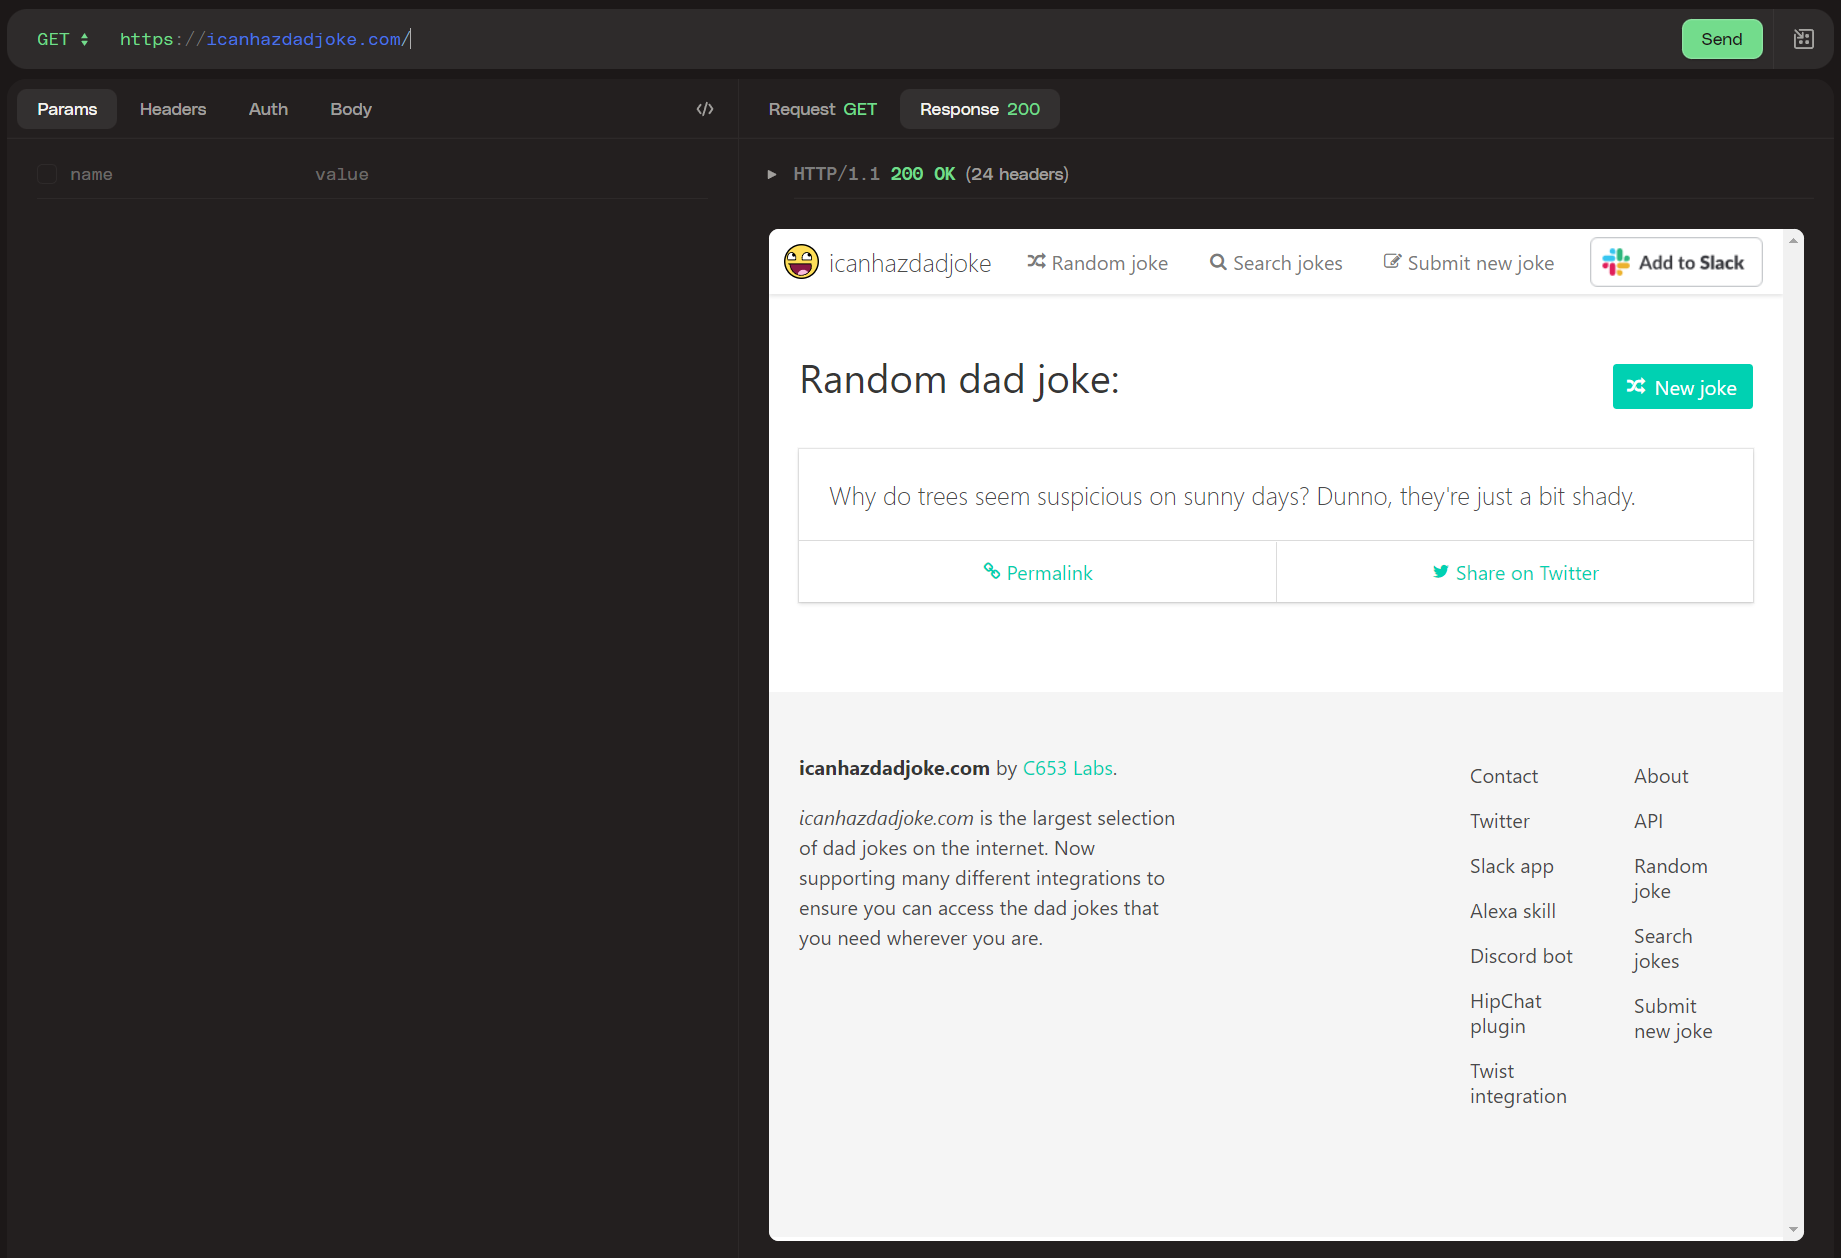 GET https://icanhazdadjoke.com/ Send
Params Headers Auth Body </>
Request GET Response 200
name value
HTTP/1.1 200 OK (24 headers)
icanhazdadjoke Random joke Search jokes Submit new joke Add to Slack
Random dad joke:
New joke
Why do trees seem suspicious on sunny days? Dunno, they're just a bit shady.
Permalink Share on Twitter
icanhazdadjoke.com by C653 Labs.
icanhazdadjoke.com is the largest selection
of dad jokes on the internet. Now
supporting many different integrations to
ensure you can access the dad jokes that
you need wherever you are.
Contact
Twitter
Slack app
Alexa skill
Discord bot
HipChat
plugin
Twist
integration
About
API
Random
joke
Search
jokes
Submit
new joke